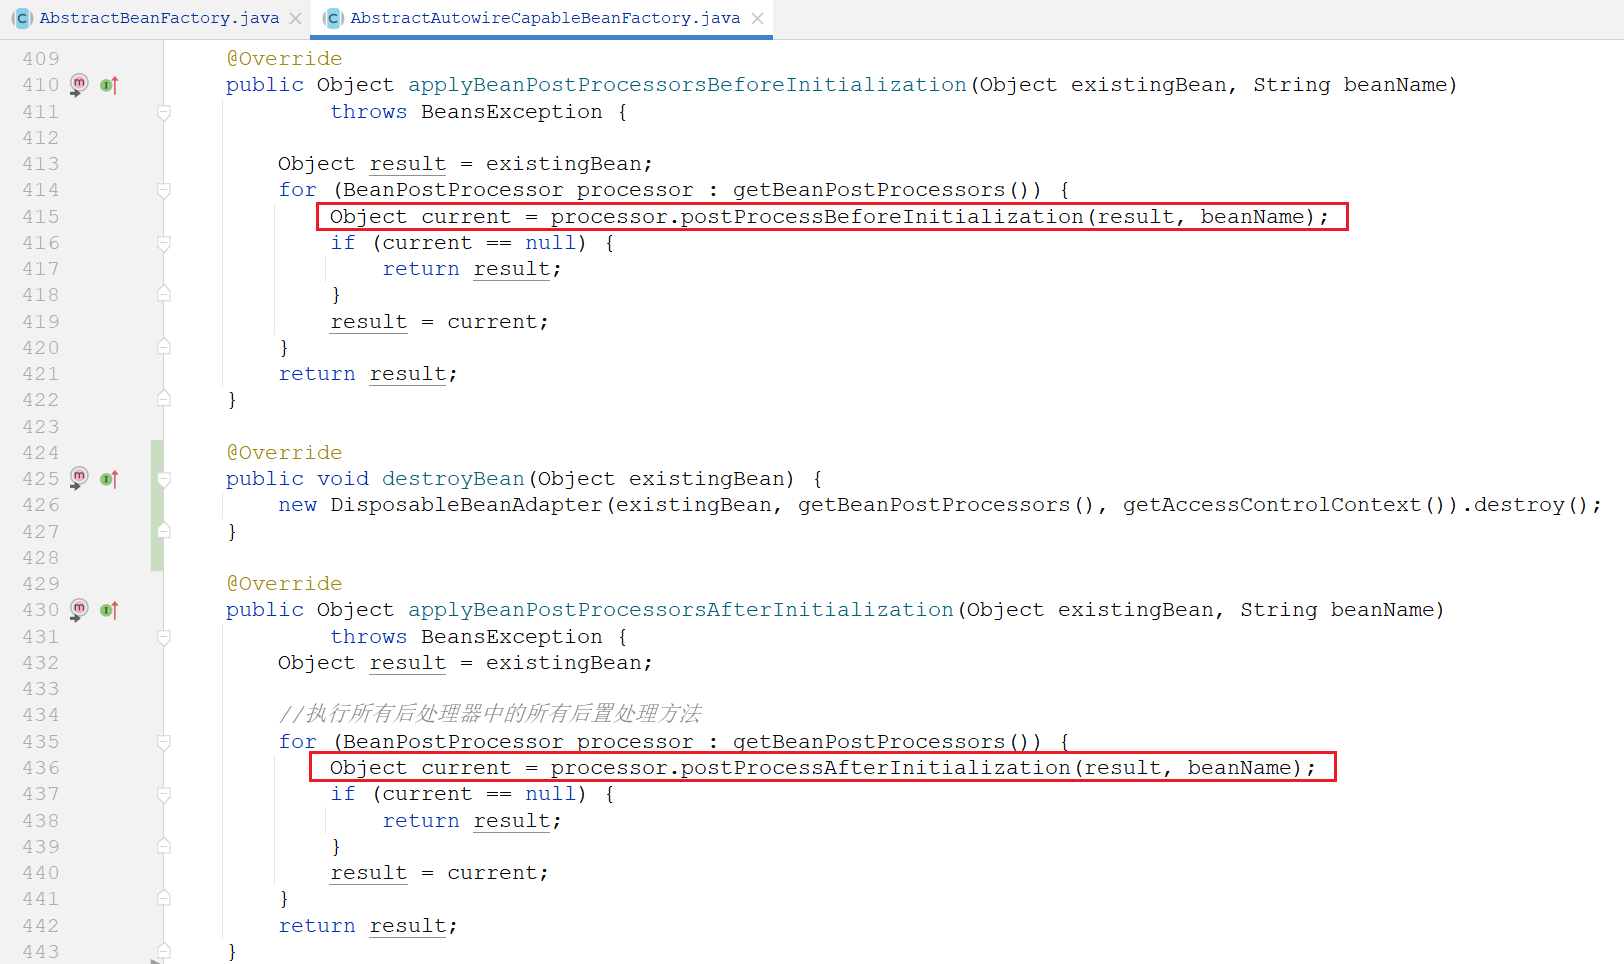 AbstractBeanFactory.java AbstractAutowireCapableBeanFactory.java
409 @Override
410 public Object applyBeanPostProcessorsBeforeInitialization(Object existingBean, String beanName)
411 throws BeansException {
412
413 Object result = existingBean;
414 for (BeanPostProcessor processor : getBeanPostProcessors()) {
415 Object current = processor.postProcessBeforeInitialization(result, beanName);
416 if (current == null) {
417 return result;
418 }
419 result = current;
420 }
421 return result;
422 }
423
424 @Override
425 public void destroyBean(Object existingBean) {
426 new DisposableBeanAdapter(existingBean, getBeanPostProcessors(), getAccessControlContext()).destroy();
427 }
428
429 @Override
430 public Object applyBeanPostProcessorsAfterInitialization(Object existingBean, String beanName)
431 throws BeansException {
432 Object result = existingBean;
433
434 //执行所有后处理器中的所有后置处理方法
435 for (BeanPostProcessor processor : getBeanPostProcessors()) {
436 Object current = processor.postProcessAfterInitialization(result, beanName);
437 if (current == null) {
438 return result;
439 }
440 result = current;
441 }
442 return result;
443 }